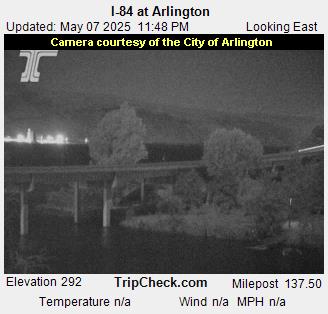 I-84 at Arlington
Updated: May 07 2025 11:48 PM Looking East
Camera courtesy of the City of Arlington
Elevation 292 TripCheck.com Milepost 137.50
Temperature n/a Wind n/a MPH n/a